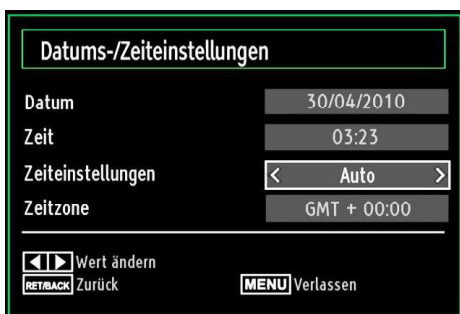 Datums-/Zeiteinstellungen
Datum 30/04/2010
Zeit 03:23
Zeiteinstellungen < Auto >
Zeitzone GMT + 00:00
Wert ändern
RET/BACK Zurück MENU Verlassen